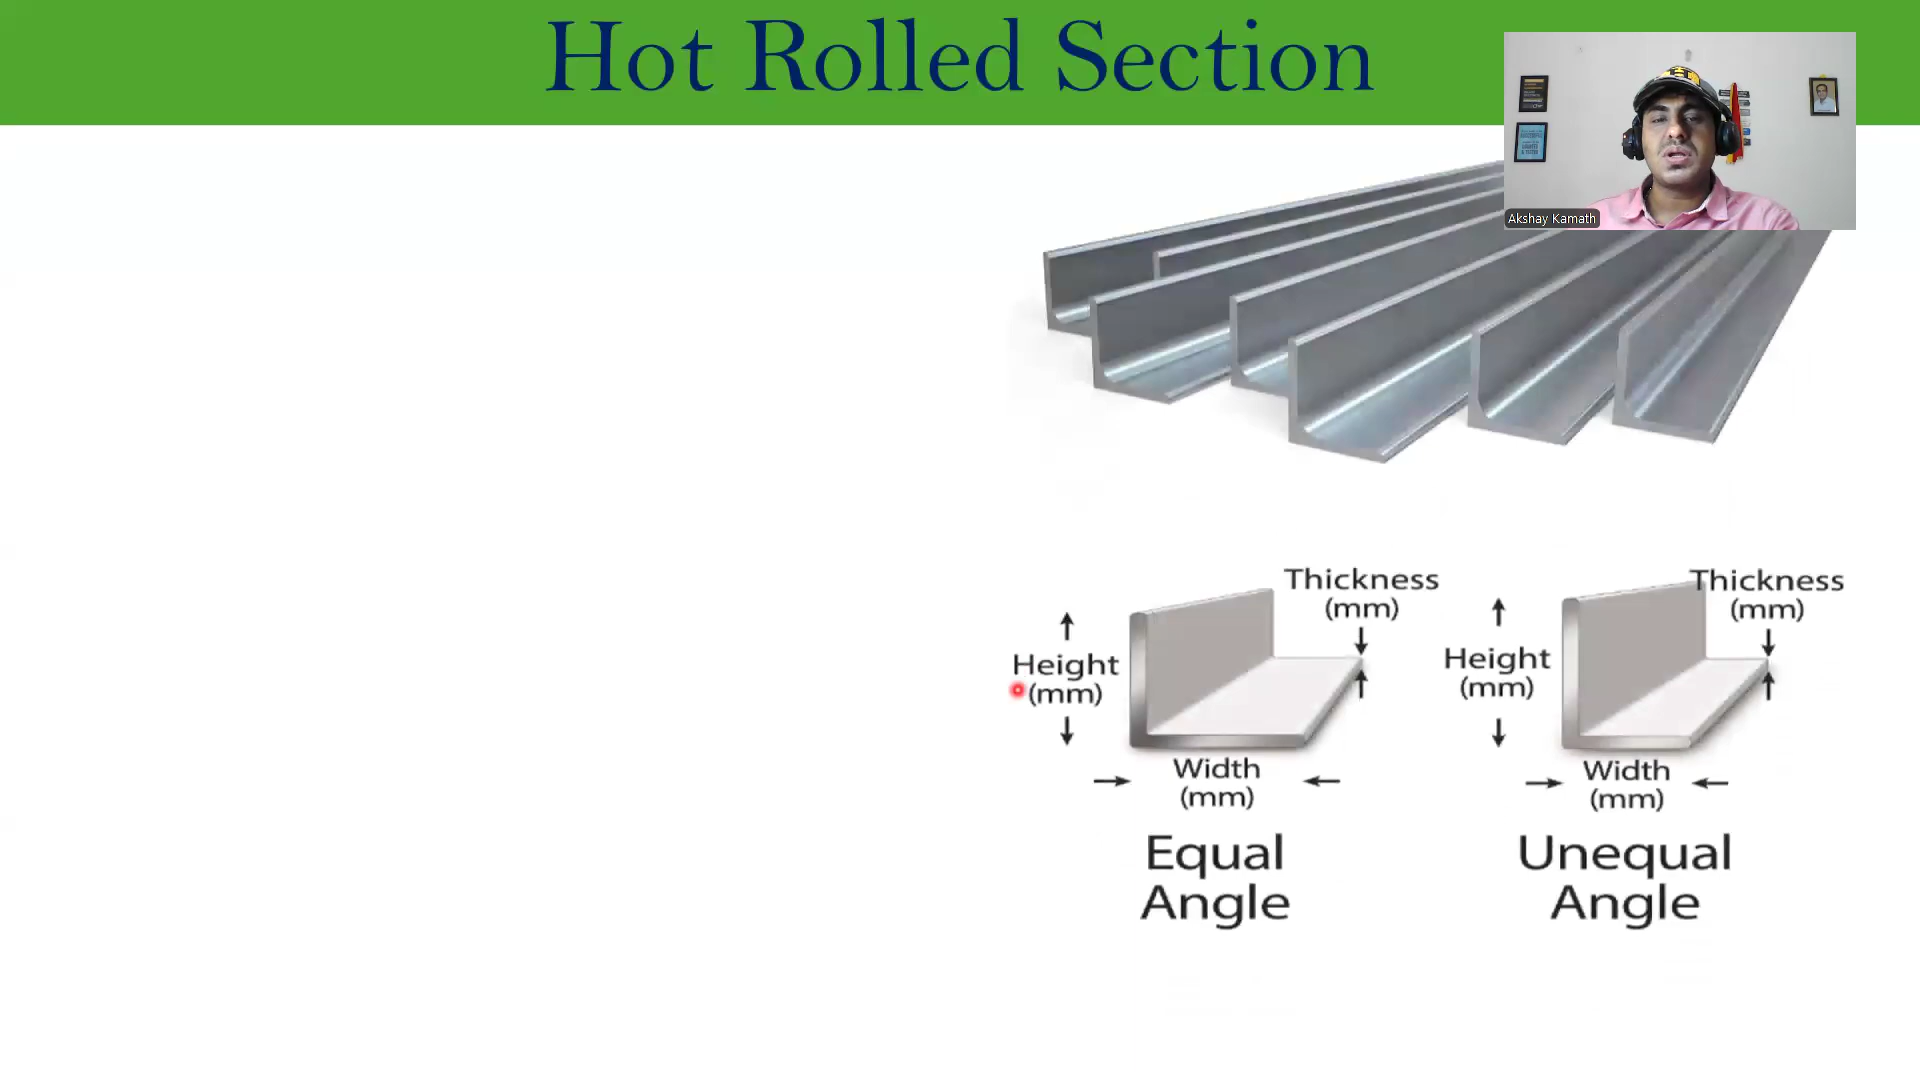 Hot Rolled Section
Akshay Kamath
Thickness
(mm)
Height
(mm)
Width
(mm)
Equal
Angle
Thickness
(mm)
Height
(mm)
Width
(mm)
Unequal
Angle